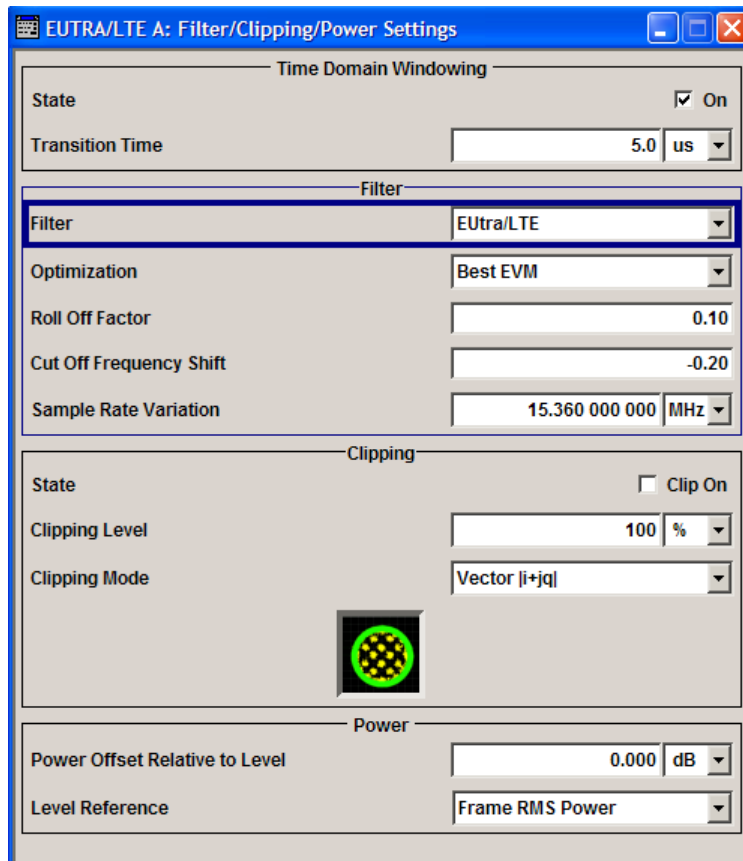 EUTRA/LTE A: Filter/Clipping/Power Settings
Time Domain Windowing
State On
Transition Time 5.0 us
Filter
Filter EUtra/LTE
Optimization Best EVM
Roll Off Factor 0.10
Cut Off Frequency Shift -0.20
Sample Rate Variation 15.360 000 000 MHz
Clipping
State Clip On
Clipping Level 100 %
Clipping Mode Vector |i+jq|
Power
Power Offset Relative to Level 0.000 dB
Level Reference Frame RMS Power